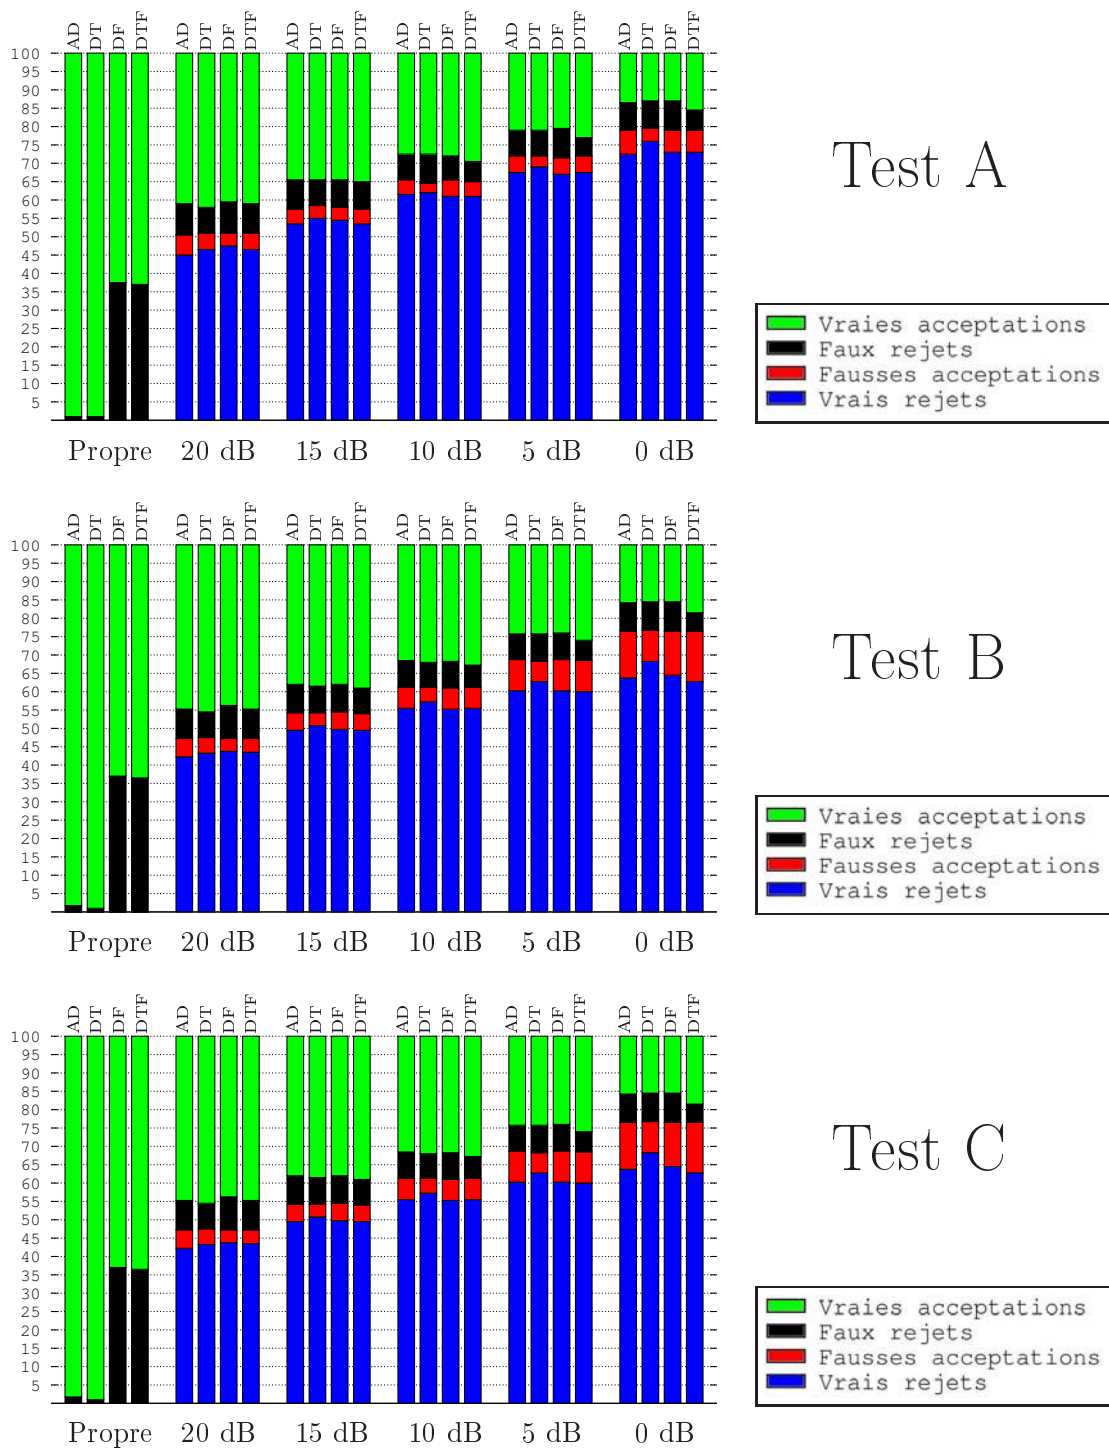 AD DT DF DTF AD DT DF DTF AD DT DF DTF AD DT DF DTF AD DT DF DTF AD DT DF DTF
100
95
90
85
80
75
70
65
60
55
50
45
40
35
30
25
20
15
10
5
Propre 20 dB 15 dB 10 dB 5 dB 0 dB
Test A
Vraies acceptations
Faux rejets
Fausses acceptations
Vrais rejets
AD DT DF DTF AD DT DF DTF AD DT DF DTF AD DT DF DTF AD DT DF DTF AD DT DF DTF
100
95
90
85
80
75
70
65
60
55
50
45
40
35
30
25
20
15
10
5
Propre 20 dB 15 dB 10 dB 5 dB 0 dB
Test B
Vraies acceptations
Faux rejets
Fausses acceptations
Vrais rejets
AD DT DF DTF AD DT DF DTF AD DT DF DTF AD DT DF DTF AD DT DF DTF AD DT DF DTF
100
95
90
85
80
75
70
65
60
55
50
45
40
35
30
25
20
15
10
5
Propre 20 dB 15 dB 10 dB 5 dB 0 dB
Test C
Vraies acceptations
Faux rejets
Fausses acceptations
Vrais rejets